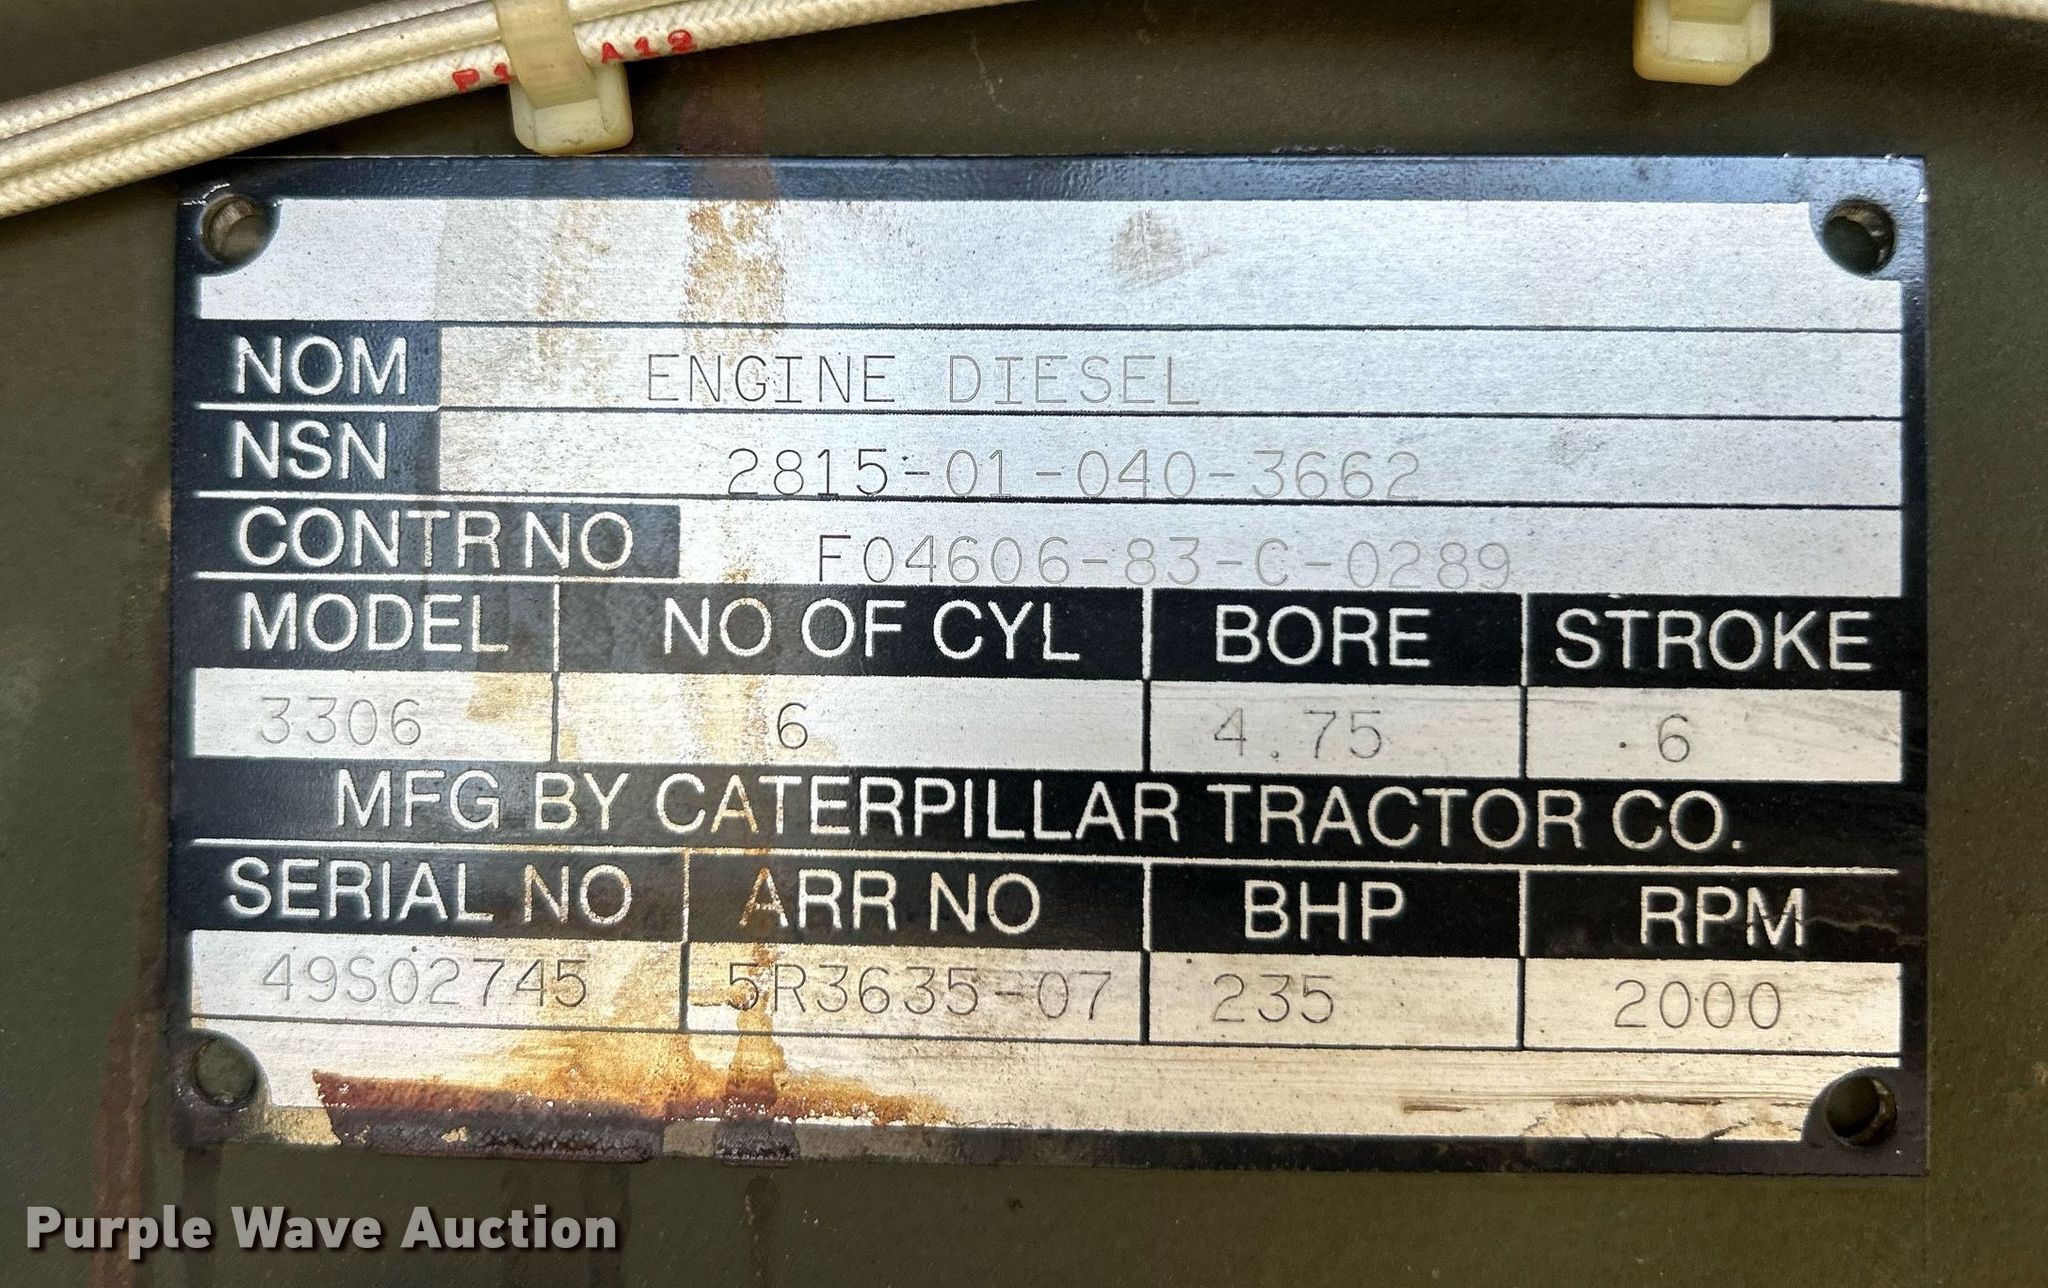 P1 A12
NOM ENGINE DIESEL
NSN 2815-01-040-3662
CONTR NO F04606-83-C-0289
MODEL NO OF CYL BORE STROKE
3306 6 4.75 6
MFG BY CATERPILLAR TRACTOR CO.
SERIAL NO ARR NO BHP RPM
49S02745 5R3635-07 235 2000
Purple Wave Auction